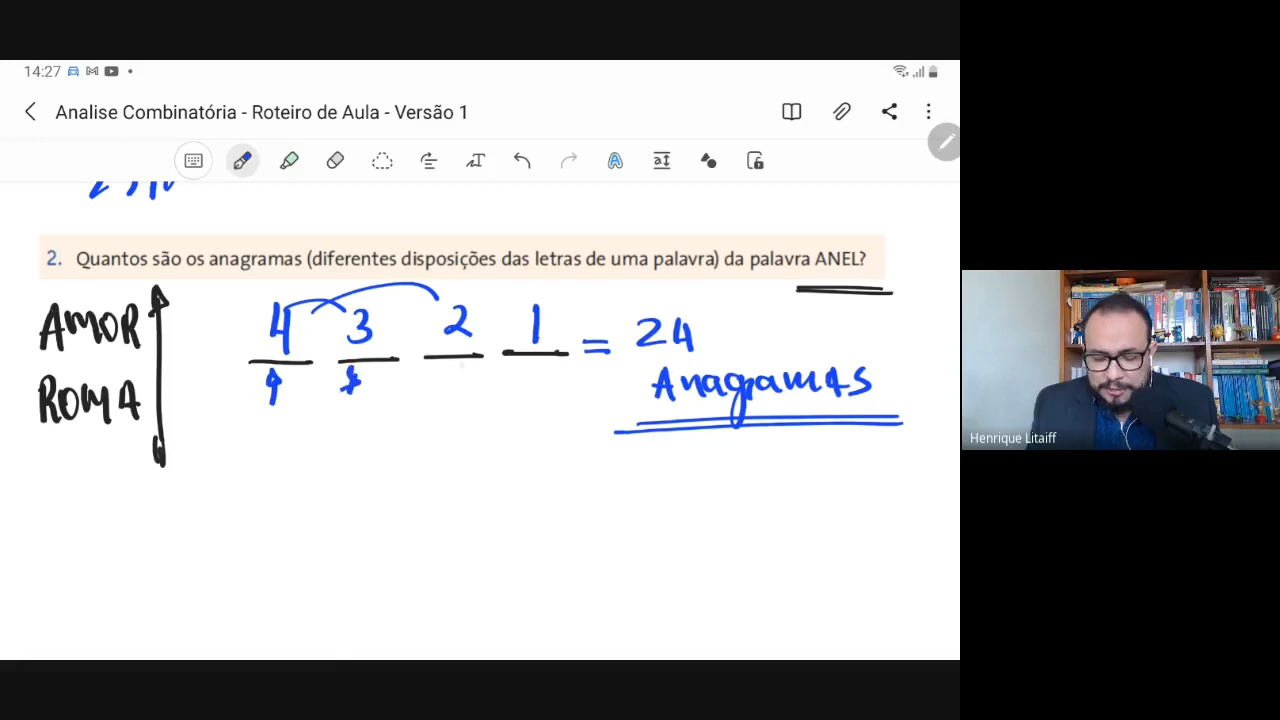 14:27
Analise Combinatória - Roteiro de Aula - Versão 1
2. Quantos são os anagramas (diferentes disposições das letras de uma palavra) da palavra ANEL?
AMOR
ROMA
4 3 2 1 = 24
Anagramas
Henrique Litaiff